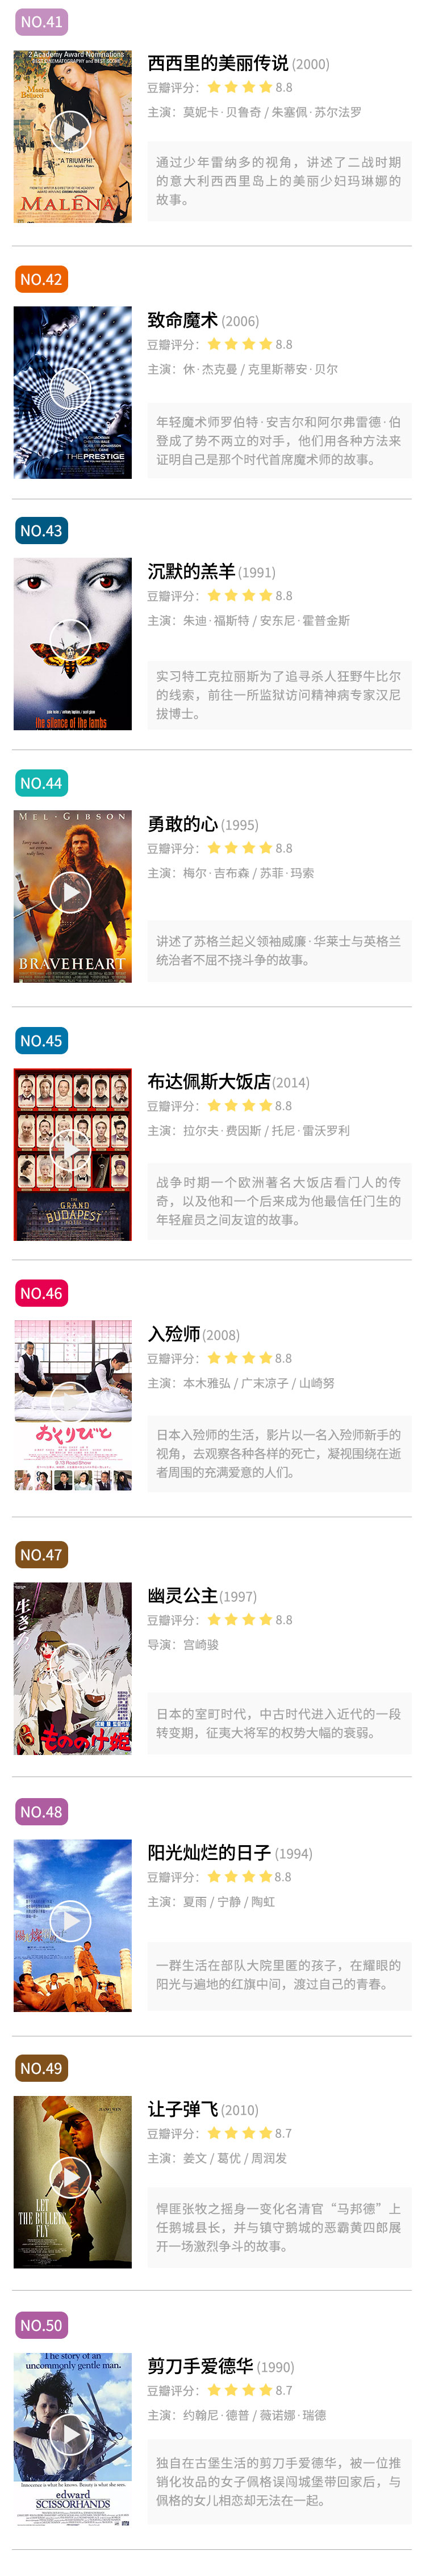 NO.41
2 Academy Award Nominations
Monica
Bellucci
"A TRIUMPH!"
MALÈNA
西西里的美丽传说 (2000)
豆瓣评分： 8.8
主演：莫妮卡·贝鲁奇 / 朱塞佩·苏尔法罗
通过少年雷纳多的视角，讲述了二战时期
的意大利西西里岛上的美丽少妇玛琳娜的
故事。
NO.42
THE PRESTIGE
致命魔术 (2006)
豆瓣评分： 8.8
主演：休·杰克曼 / 克里斯蒂安·贝尔
年轻魔术师罗伯特·安吉尔和阿尔弗雷德·伯
登成了势不两立的对手，他们用各种方法来
证明自己是那个时代首席魔术师的故事。
NO.43
the silence of the lambs
沉默的羔羊 (1991)
豆瓣评分： 8.8
主演：朱迪·福斯特 / 安东尼·霍普金斯
实习特工克拉丽斯为了追寻杀人狂野牛比尔
的线索，前往一所监狱访问精神病专家汉尼
拔博士。
NO.44
MEL · GIBSON
BRAVEHEART
勇敢的心 (1995)
豆瓣评分： 8.8
主演：梅尔·吉布森 / 苏菲·玛索
讲述了苏格兰起义领袖威廉·华莱士与英格兰
统治者不屈不挠斗争的故事。
NO.45
THE
GRAND
BUDAPEST
布达佩斯大饭店(2014)
豆瓣评分： 8.8
主演：拉尔夫·费因斯 / 托尼·雷沃罗利
战争时期一个欧洲著名大饭店看门人的传
奇，以及他和一个后来成为他最信任门生的
年轻雇员之间友谊的故事。
NO.46
おくりびと
9.13 Road Show
入殓师(2008)
豆瓣评分： 8.8
主演：本木雅弘 / 广末凉子 / 山崎努
日本入殓师的生活，影片以一名入殓师新手的
视角，去观察各种各样的死亡，凝视围绕在逝
者周围的充满爱意的人们。
NO.47
生きろ。
もののけ姫
幽灵公主(1997)
豆瓣评分： 8.8
导演：宫崎骏
日本的室町时代，中古时代进入近代的一段
转变期，征夷大将军的权势大幅的衰弱。
NO.48
阳光灿烂的日子 (1994)
豆瓣评分： 8.8
主演：夏雨 / 宁静 / 陶虹
一群生活在部队大院里匿的孩子，在耀眼的
阳光与遍地的红旗中间，渡过自己的青春。
NO.49
LET
THE BULLETS
FLY
让子弹飞 (2010)
豆瓣评分： 8.7
主演：姜文 / 葛优 / 周润发
悍匪张牧之摇身一变化名清官“马邦德”上
任鹅城县长，并与镇守鹅城的恶霸黄四郎展
开一场激烈争斗的故事。
NO.50
The story of an
uncommonly gentle man.
Innocence is what he knows. Beauty is what she sees.
edward
SCISSORHANDS
剪刀手爱德华 (1990)
豆瓣评分： 8.7
主演：约翰尼·德普 / 薇诺娜·瑞德
独自在古堡生活的剪刀手爱德华，被一位推
销化妆品的女子佩格误闯城堡带回家后，与
佩格的女儿相恋却无法在一起。